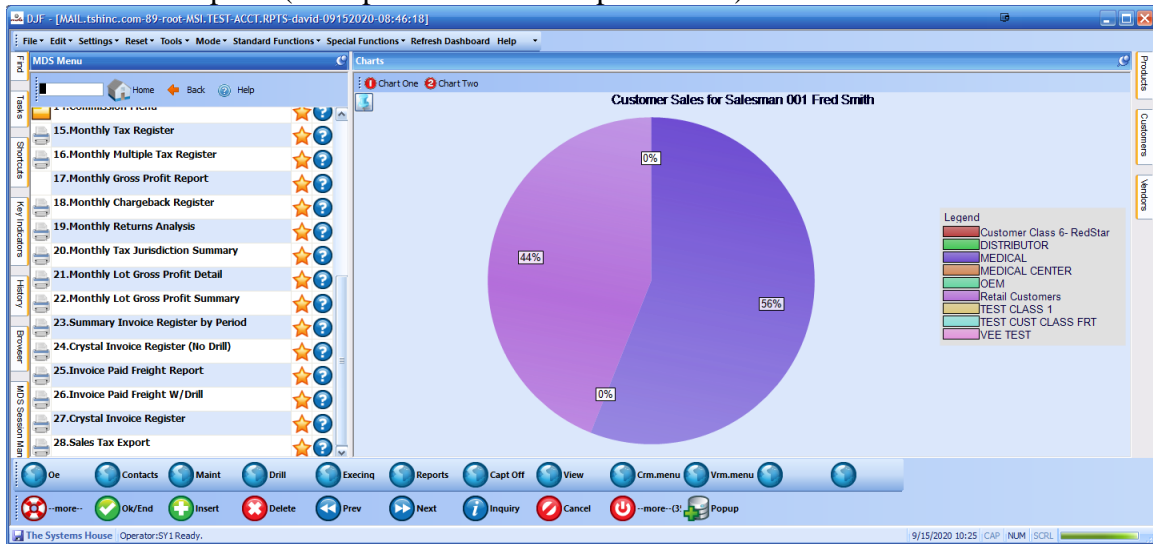 DJF - [MAIL.tshinc.com-89-root-MSI.TEST-ACCT.RPTS-david-09152020-08:46:18]
File Edit Settings Reset Tools Mode Standard Functions Special Functions Refresh Dashboard Help
MDS Menu
Charts
Home Back Help
Chart One Chart Two
Find
Tasks
Shortcuts
Key Indicators
History
Browser
MDS Session Man
15.Monthly Tax Register
16.Monthly Multiple Tax Register
17.Monthly Gross Profit Report
18.Monthly Chargeback Register
19.Monthly Returns Analysis
20.Monthly Tax Jurisdiction Summary
21.Monthly Lot Gross Profit Detail
22.Monthly Lot Gross Profit Summary
23.Summary Invoice Register by Period
24.Crystal Invoice Register (No Drill)
25.Invoice Paid Freight Report
26.Invoice Paid Freight W/Drill
27.Crystal Invoice Register
28.Sales Tax Export
Customer Sales for Salesman 001 Fred Smith
0%
44%
56%
0%
Legend
Customer Class 6- RedStar
DISTRIBUTOR
MEDICAL
MEDICAL CENTER
OEM
Retail Customers
TEST CLASS 1
TEST CUST CLASS FRT
VEE TEST
Products
Customers
Vendors
Oe Contacts Maint Drill Execinq Reports Capt Off View Crm.menu Vrm.menu
--more-- Ok/End Insert Delete Prev Next Inquiry Cancel --more--(3: Popup
The Systems House Operator:SY1 Ready. 9/15/2020 10:25 CAP NUM SCRL